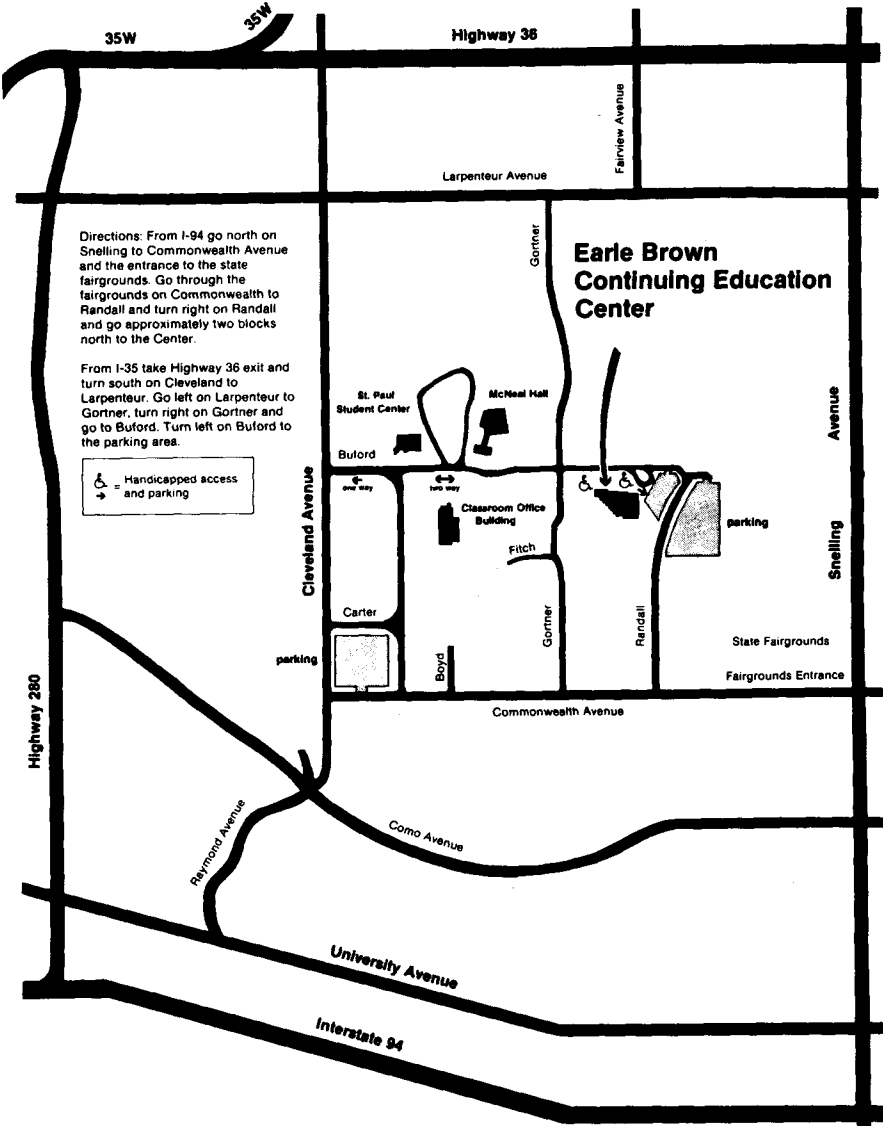 35W
35W
Highway 36
Fairview Avenue
Larpenteur Avenue
Gortner
Directions: From I-94 go north on
Snelling to Commonwealth Avenue
and the entrance to the state
fairgrounds. Go through the
fairgrounds on Commonwealth to
Randall and turn right on Randall
and go approximately two blocks
north to the Center.
From I-35 take Highway 36 exit and
turn south on Cleveland to
Larpenteur. Go left on Larpenteur to
Gortner, turn right on Gortner and
go to Buford. Turn left on Buford to
the parking area.
= Handicapped access
and parking
Earle Brown
Continuing Education
Center
St. Paul
Student Center
McNeal Hall
Buford
one way
two way
Classroom Office
Building
Fitch
parking
Cleveland Avenue
Snelling Avenue
Carter
parking
Boyd
Gortner
Randall
State Fairgrounds
Fairgrounds Entrance
Commonwealth Avenue
Highway 280
Raymond Avenue
Como Avenue
University Avenue
Interstate 94